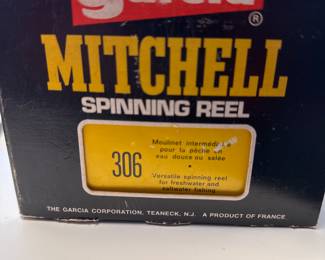 Garcia
®
MITCHELL
SPINNING REEL
306
Moulinet intermédiaire
pour la pêche en
eau douce ou salée
•
Versatile spinning reel
for freshwater and
saltwater fishing
THE GARCIA CORPORATION, TEANECK, N.J. A PRODUCT OF FRANCE